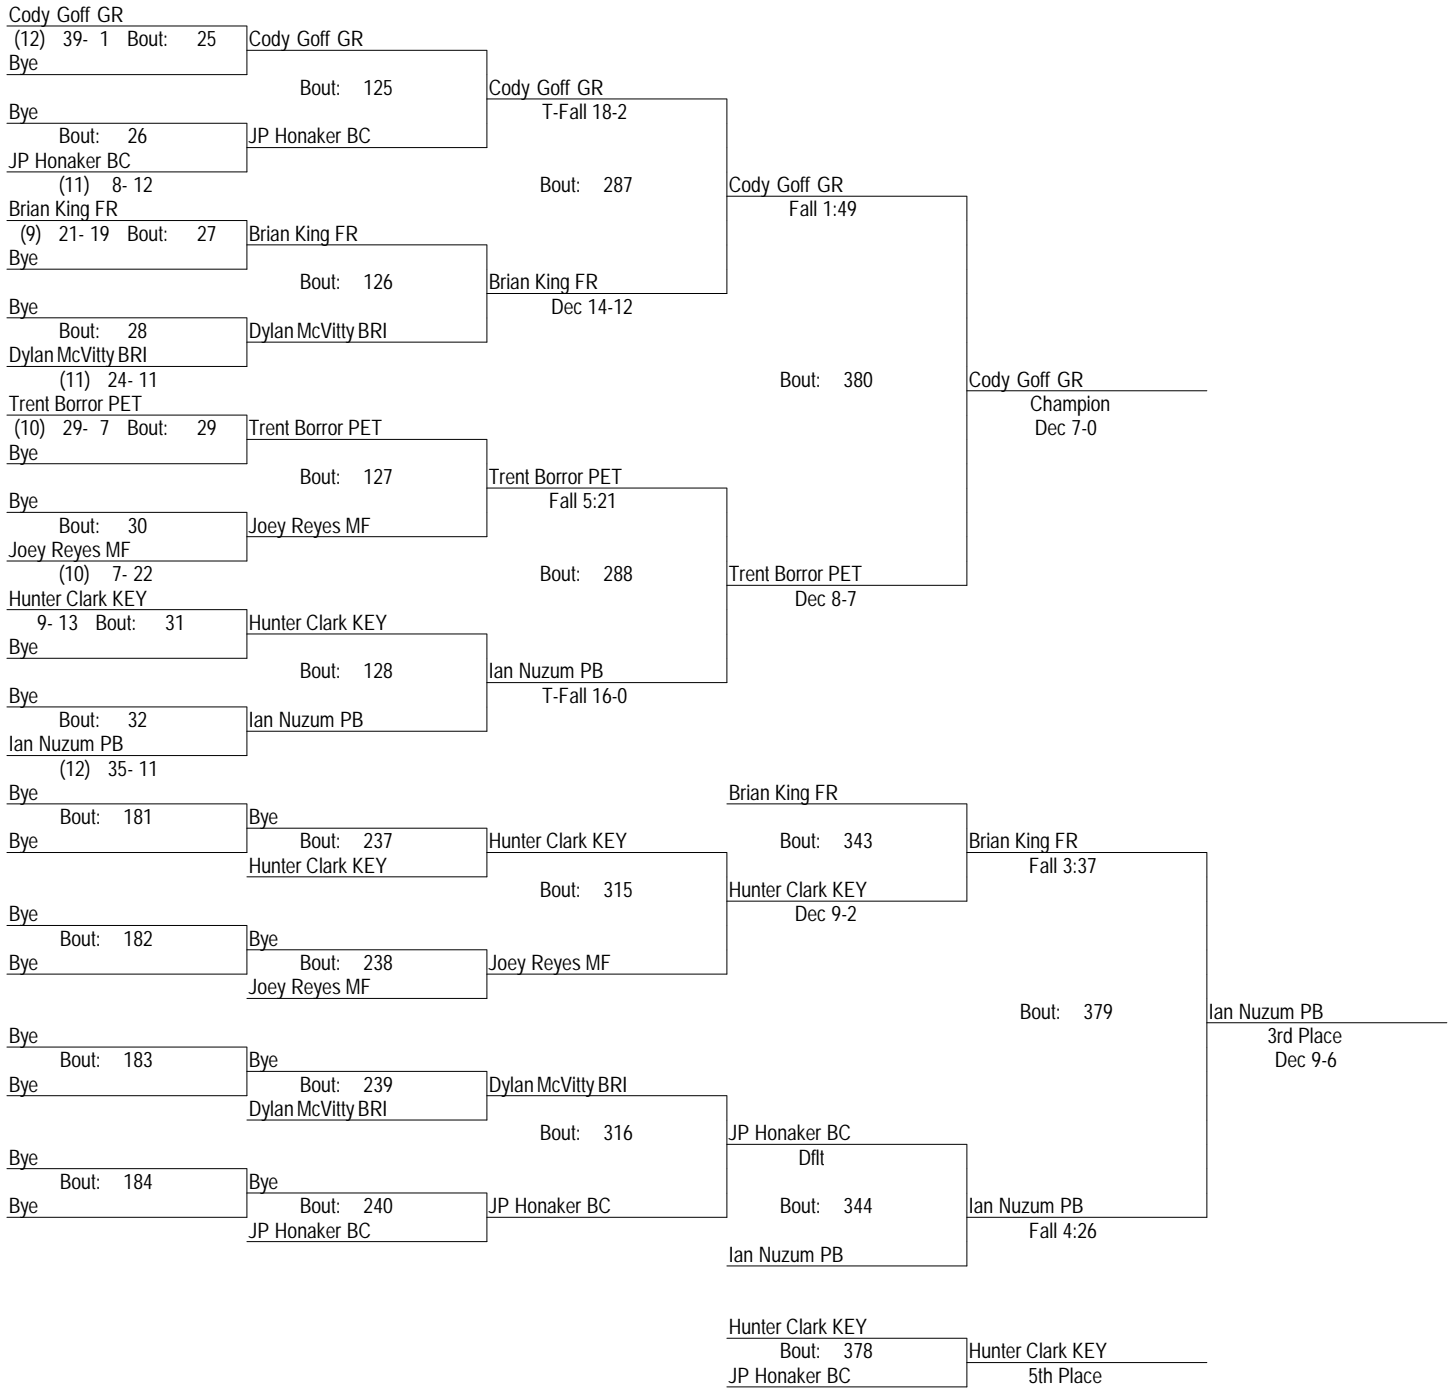 Cody Goff GR
(12) 39- 1 Bout: 25 Cody Goff GR
Bye
Bout: 125 Cody Goff GR
Bye T-Fall 18-2
Bout: 26 JP Honaker BC
JP Honaker BC
(11) 8- 12 Bout: 287 Cody Goff GR
Brian King FR Fall 1:49
(9) 21- 19 Bout: 27 Brian King FR
Bye
Bout: 126 Brian King FR
Bye Dec 14-12
Bout: 28 Dylan McVitty BRI
Dylan McVitty BRI
(11) 24- 11 Bout: 380 Cody Goff GR
Trent Borror PET Champion
(10) 29- 7 Bout: 29 Trent Borror PET Dec 7-0
Bye
Bout: 127 Trent Borror PET
Bye Fall 5:21
Bout: 30 Joey Reyes MF
Joey Reyes MF
(10) 7- 22 Bout: 288 Trent Borror PET
Hunter Clark KEY Dec 8-7
9- 13 Bout: 31 Hunter Clark KEY
Bye
Bout: 128 Ian Nuzum PB
Bye T-Fall 16-0
Bout: 32 Ian Nuzum PB
Ian Nuzum PB
(12) 35- 11
Bye Brian King FR
Bout: 181 Bye
Bye Bout: 237 Hunter Clark KEY Bout: 343 Brian King FR
Hunter Clark KEY Fall 3:37
Bout: 315 Hunter Clark KEY
Bye Dec 9-2
Bout: 182 Bye
Bye Bout: 238 Joey Reyes MF
Joey Reyes MF
Bout: 379 Ian Nuzum PB
Bye 3rd Place
Bout: 183 Bye Dec 9-6
Bye Bout: 239 Dylan McVitty BRI
Dylan McVitty BRI
Bout: 316 JP Honaker BC
Bye Dflt
Bout: 184 Bye
Bye Bout: 240 JP Honaker BC Bout: 344 Ian Nuzum PB
JP Honaker BC Fall 4:26
Ian Nuzum PB
Hunter Clark KEY
Bout: 378 Hunter Clark KEY
JP Honaker BC 5th Place